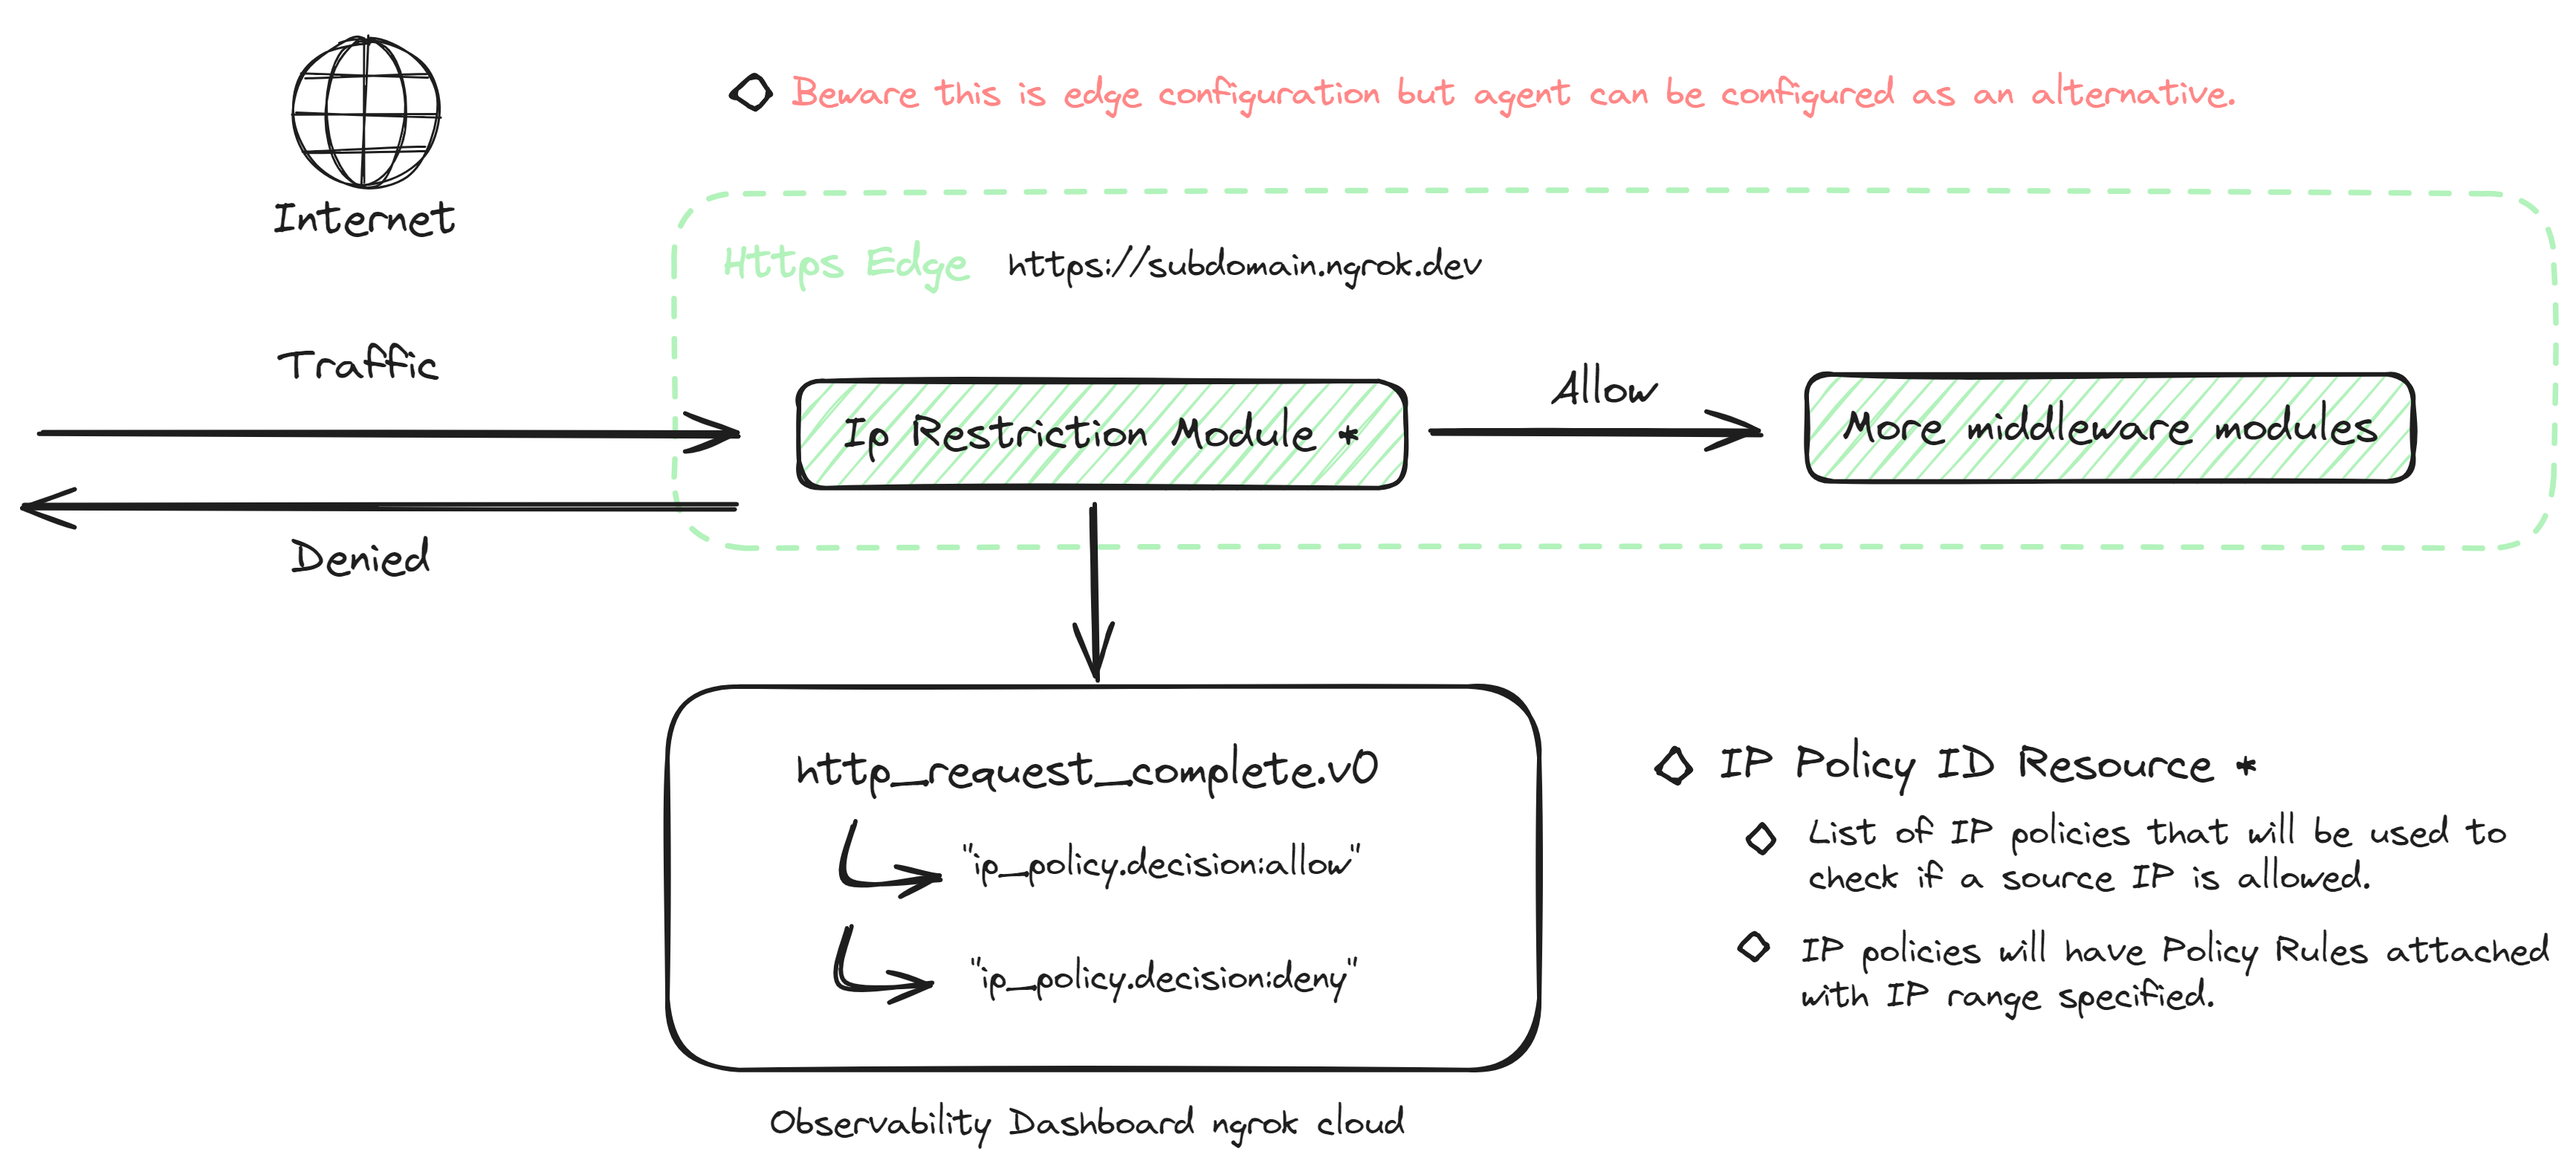 Internet
Beware this is edge configuration but agent can be configured as an alternative.
Https Edge
https://subdomain.ngrok.dev
Traffic
Denied
Ip Restriction Module *
Allow
More middleware modules
http_request_complete.v0
"ip_policy.decision:allow"
"ip_policy.decision:deny"
Observability Dashboard ngrok cloud
IP Policy ID Resource *
List of IP policies that will be used to
check if a source IP is allowed.
IP policies will have Policy Rules attached
with IP range specified.